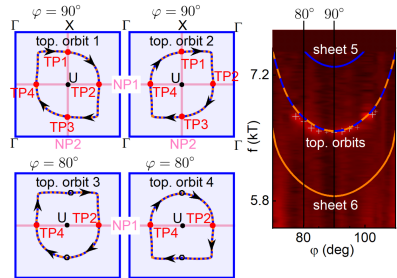 φ = 90° φ = 90°
Γ X Γ X Γ
top. orbit 1 top. orbit 2
TP1 TP1
U U
TP4 TP2 TP4 TP2
NP1
TP3 TP3
Γ NP2 Γ NP2 Γ
φ = 80° φ = 80°
top. orbit 3 top. orbit 4
U U
TP4 TP2 TP4 TP2
NP1
80° 90°
sheet 5
7.2
f (kT)
top. orbits
5.8
sheet 6
80 100
φ (deg)